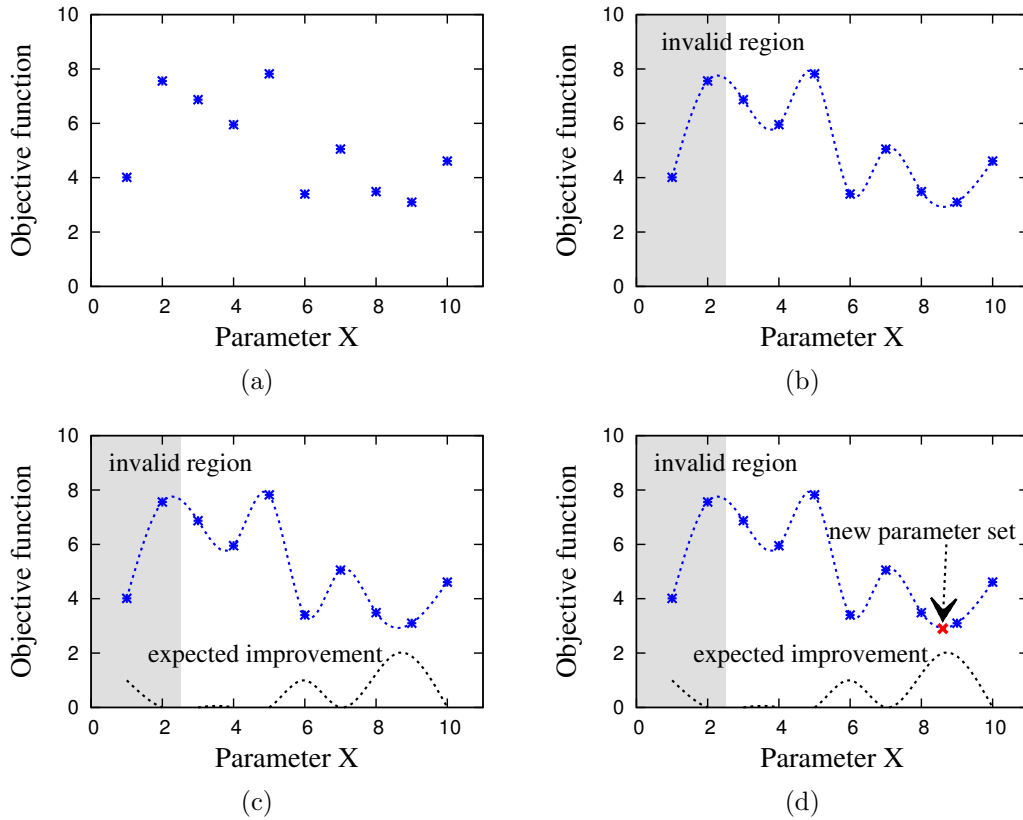 10
8
6
4
2
0
Objective function
0 2 4 6 8 10
Parameter X
(a)
10
8
6
4
2
0
Objective function
invalid region
0 2 4 6 8 10
Parameter X
(b)
10
8
6
4
2
0
Objective function
invalid region
expected improvement
0 2 4 6 8 10
Parameter X
(c)
10
8
6
4
2
0
Objective function
invalid region
new parameter set
expected improvement
0 2 4 6 8 10
Parameter X
(d)